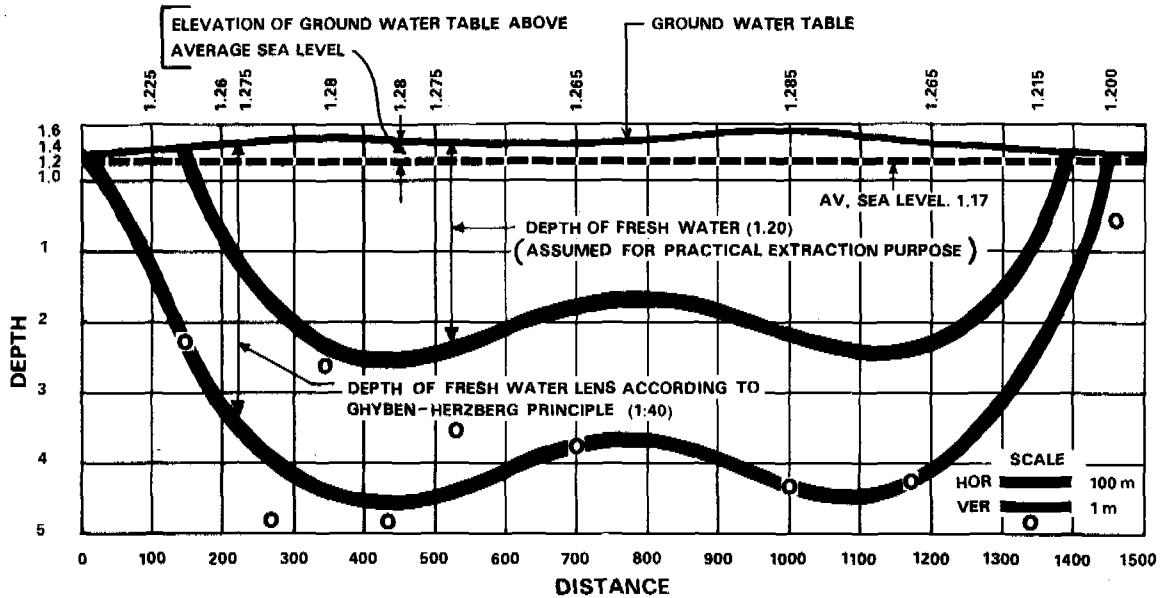 ELEVATION OF GROUND WATER TABLE ABOVE
AVERAGE SEA LEVEL
GROUND WATER TABLE
1.225
1.26
1.275
1.28
1.28
1.275
1.265
1.285
1.265
1.215
1.200
1.6
1.4
1.2
1.0
AV. SEA LEVEL. 1.17
DEPTH OF FRESH WATER (1.20)
(ASSUMED FOR PRACTICAL EXTRACTION PURPOSE)
1
2
3
4
5
DEPTH
DEPTH OF FRESH WATER LENS ACCORDING TO
GHYBEN-HERZBERG PRINCIPLE (1:40)
SCALE
HOR 100 m
VER 1 m
0 100 200 300 400 500 600 700 800 900 1000 1100 1200 1300 1400 1500
DISTANCE